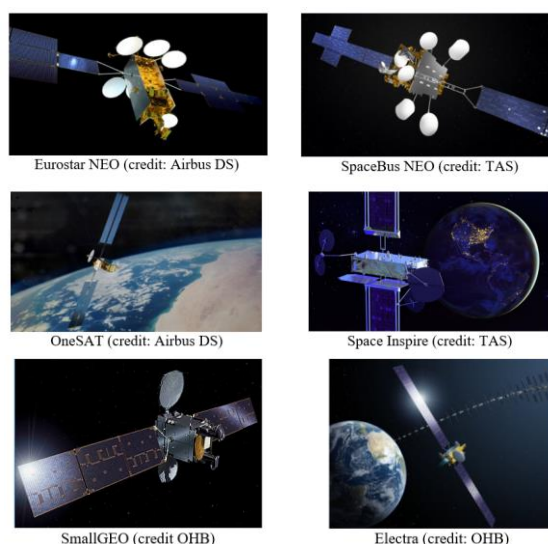 Eurostar NEO (credit: Airbus DS)
SpaceBus NEO (credit: TAS)
OneSAT (credit: Airbus DS)
Space Inspire (credit: TAS)
SmallGEO (credit OHB)
Electra (credit: OHB)